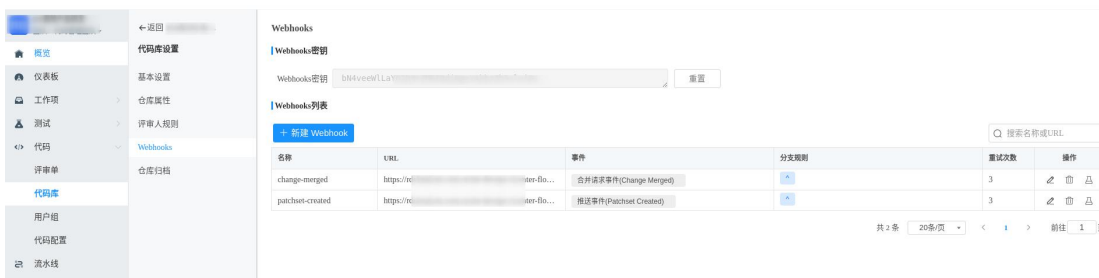 概览
仪表板
工作项
测试
代码
评审单
代码库
用户组
代码配置
流水线
←返回
代码库设置
基本设置
仓库属性
评审人规则
Webhooks
仓库归档
Webhooks
Webhooks密钥
Webhooks密钥 bN4veeWlLaY 重置
Webhooks列表
+ 新建 Webhook 搜索名称或URL
名称 URL 事件 分支规则 重试次数 操作
change-merged https://r ter-flo… 合并请求事件(Change Merged) ^ 3
patchset-created https://r ter-flo… 推送事件(Patchset Created) ^ 3
共 2 条 20条/页 < 1 > 前往 1